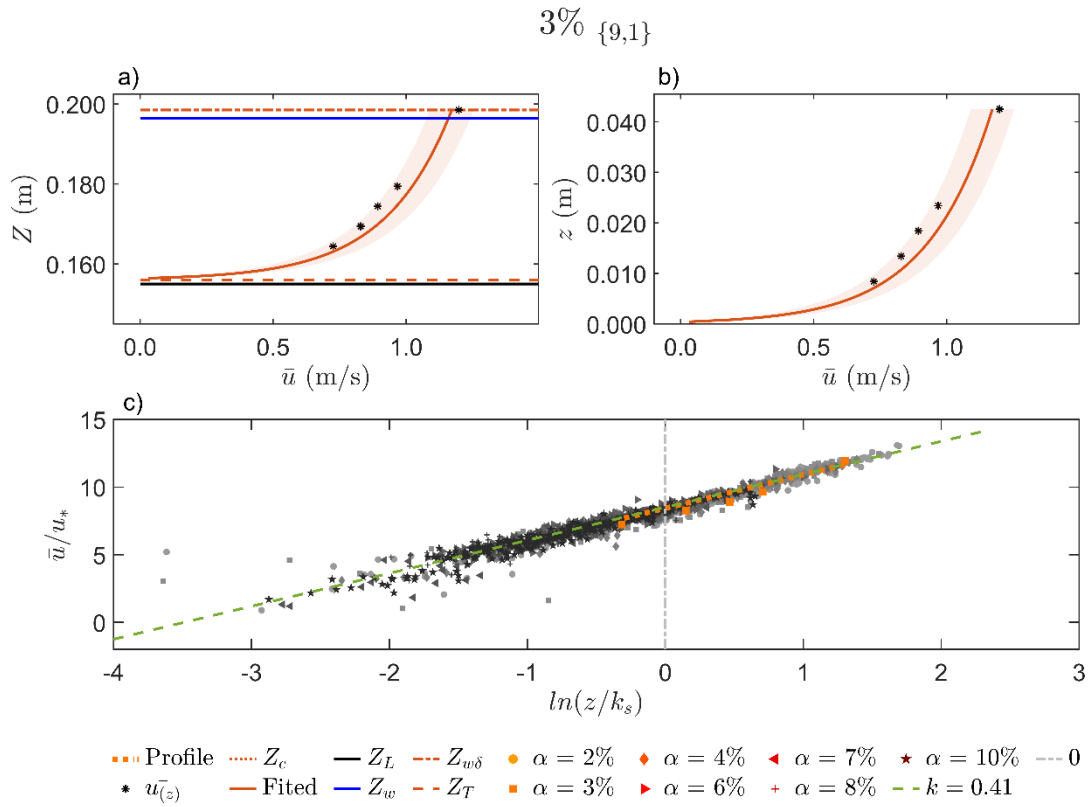 3% {9,1}
a)
b)
0.200
0.180
0.160
Z (m)
0.0
0.5
1.0
ū (m/s)
0.040
0.030
0.020
0.010
0.000
z (m)
0.0
0.5
1.0
ū (m/s)
c)
15
10
5
0
ū/u*
-4
-3
-2
-1
0
1
2
3
ln(z/ks)
Profile Zc ZL Zwδ α = 2% α = 4% α = 7% α = 10% 0
ū(z) Fited Zw ZT α = 3% α = 6% α = 8% k = 0.41